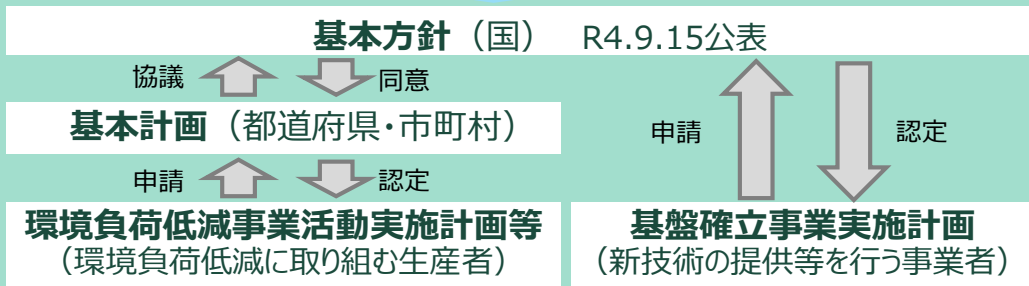 基本方針（国） R4.9.15公表
協議 同意
基本計画（都道府県・市町村）
申請 認定
申請 認定
環境負荷低減事業活動実施計画等
（環境負荷低減に取り組む生産者）
基盤確立事業実施計画
（新技術の提供等を行う事業者）